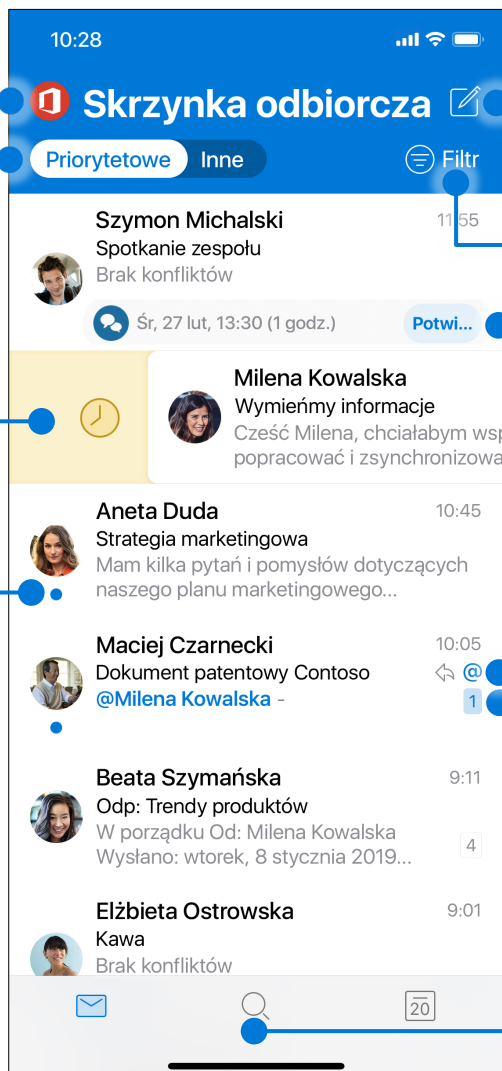 10:28
Skrzynka odbiorcza
Priorytetowe Inne Filtr
Szymon Michalski 11:55
Spotkanie zespołu
Brak konfliktów
Śr, 27 lut, 13:30 (1 godz.) Potwi...
Milena Kowalska
Wymieńmy informacje
Cześć Milena, chciałabym wsp
popracować i zsynchronizowa
Aneta Duda 10:45
Strategia marketingowa
Mam kilka pytań i pomysłów dotyczących
naszego planu marketingowego...
Maciej Czarnecki 10:05
Dokument patentowy Contoso @
@Milena Kowalska - 1
Beata Szymańska 9:11
Odp: Trendy produktów
W porządku Od: Milena Kowalska
Wysłano: wtorek, 8 stycznia 2019... 4
Elżbieta Ostrowska 9:01
Kawa
Brak konfliktów
20